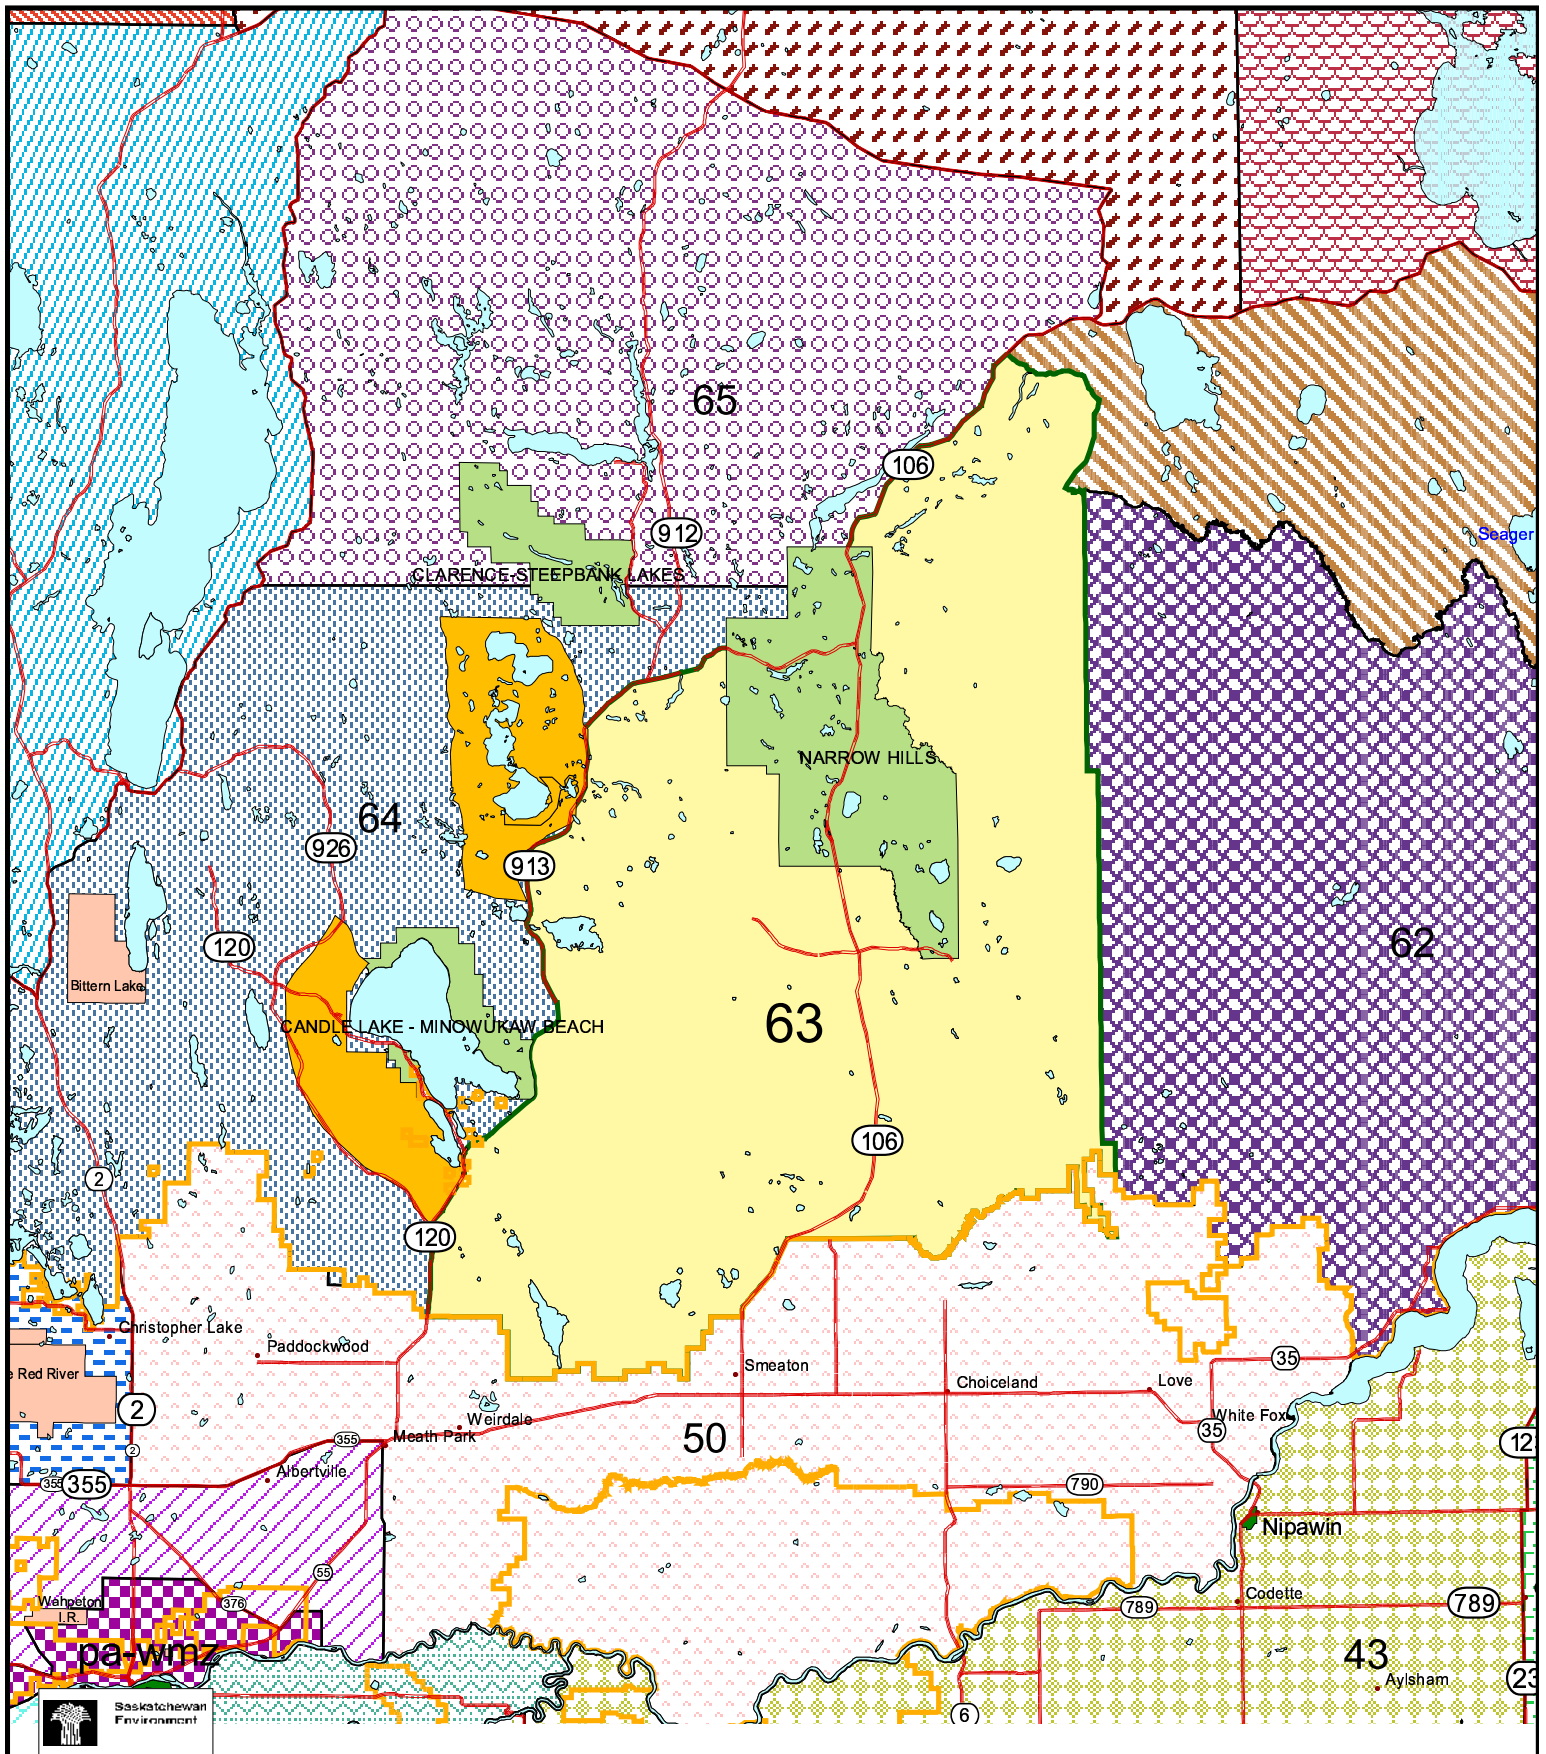 65
106
912
Seager
CLARENCE-STEEPBANK LAKES
NARROW HILLS
64
926
913
120
62
Bittern Lake
63
CANDLE LAKE - MINOWUKAW BEACH
106
2
120
Christopher Lake
Paddockwood
35
Smeaton
e Red River
Choiceland
Love
2
White Fox
Weirdale
35
50
355
Meath Park
2
12
Albertville
355
355
790
Nipawin
55
Wahpeton
I.R.
376
Codette
789
789
pa-wmz
43
Aylsham
23
Saskatchewan
Environment
6